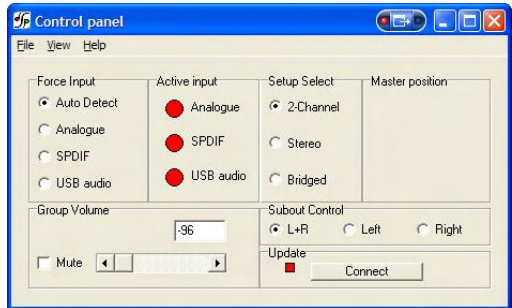 Control panel
File View Help
Force Input
Auto Detect
Analogue
SPDIF
USB audio
Active input
Analogue
SPDIF
USB audio
Setup Select
2-Channel
Stereo
Bridged
Master position
Group Volume
-96
Mute
Subout Control
L+R Left Right
Update
Connect